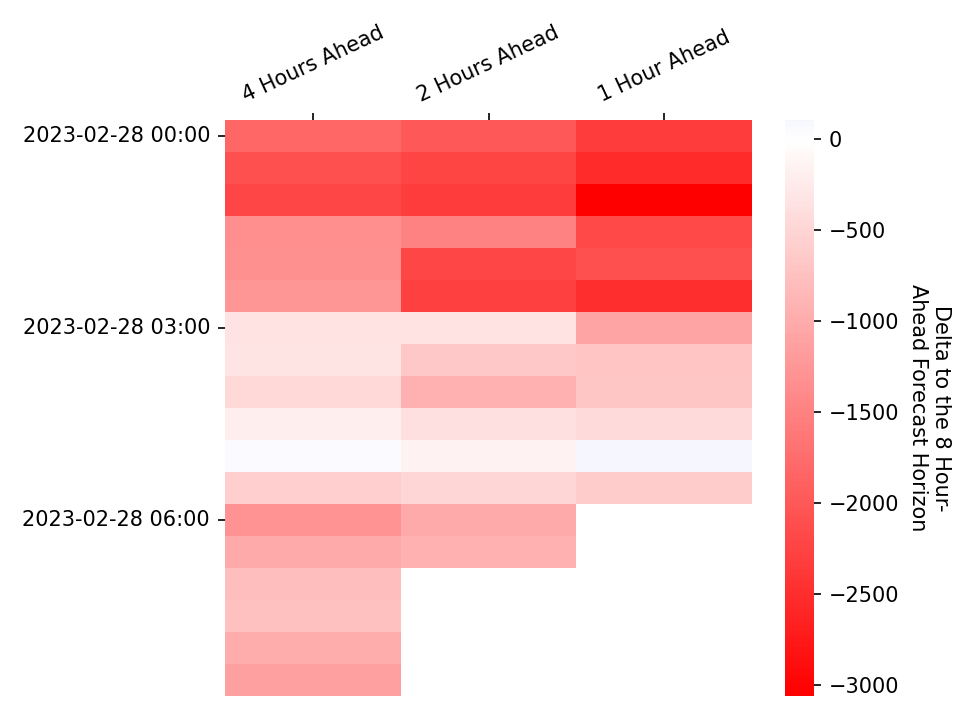 4 Hours Ahead
2 Hours Ahead
1 Hour Ahead
2023-02-28 00:00
2023-02-28 03:00
2023-02-28 06:00
0
−500
−1000
−1500
−2000
−2500
−3000
Delta to the 8 Hour-
Ahead Forecast Horizon